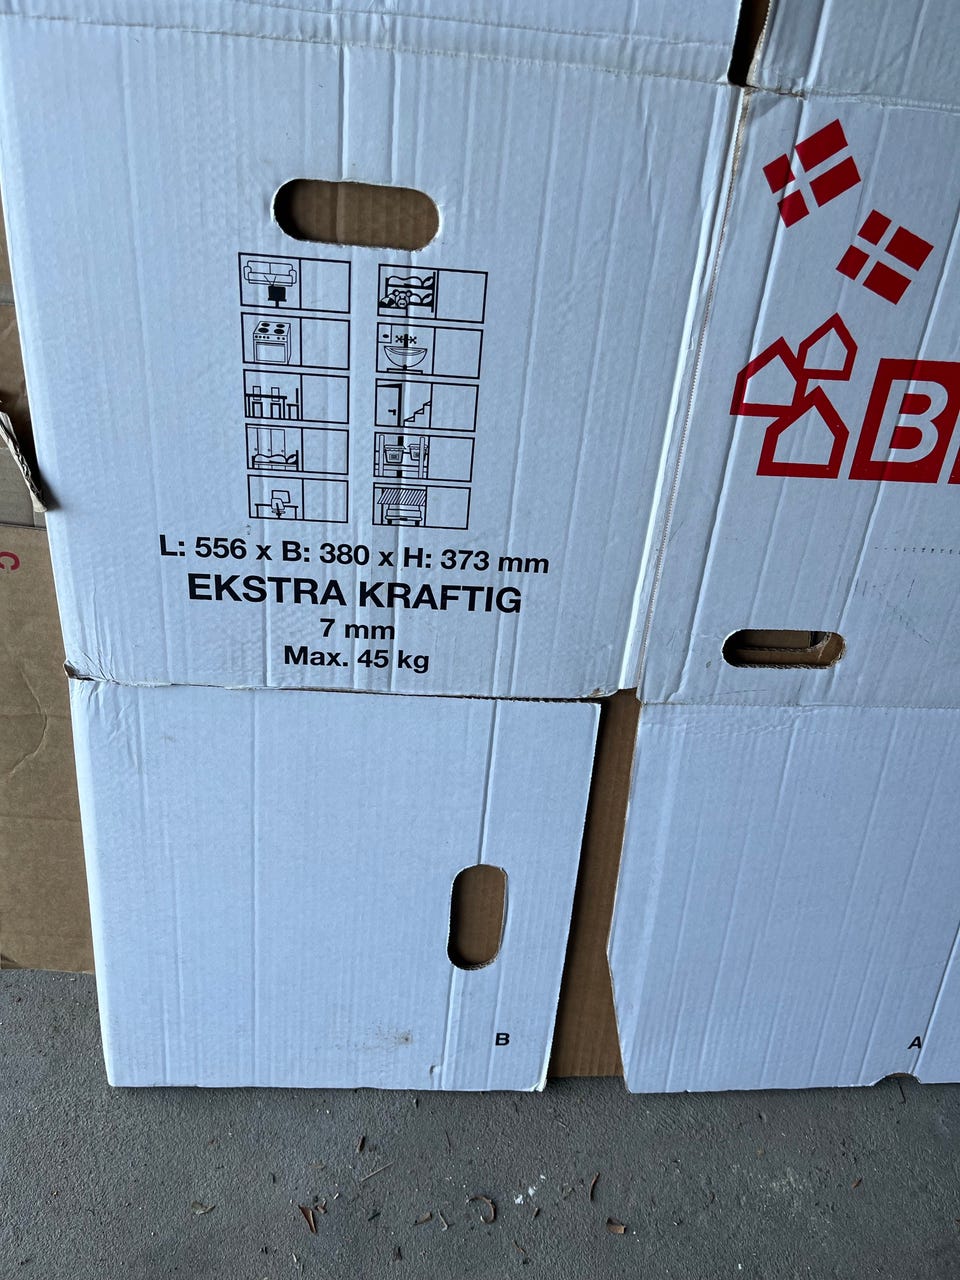 L: 556 x B: 380 x H: 373 mm
EKSTRA KRAFTIG
7 mm
Max. 45 kg
B
B
A
C